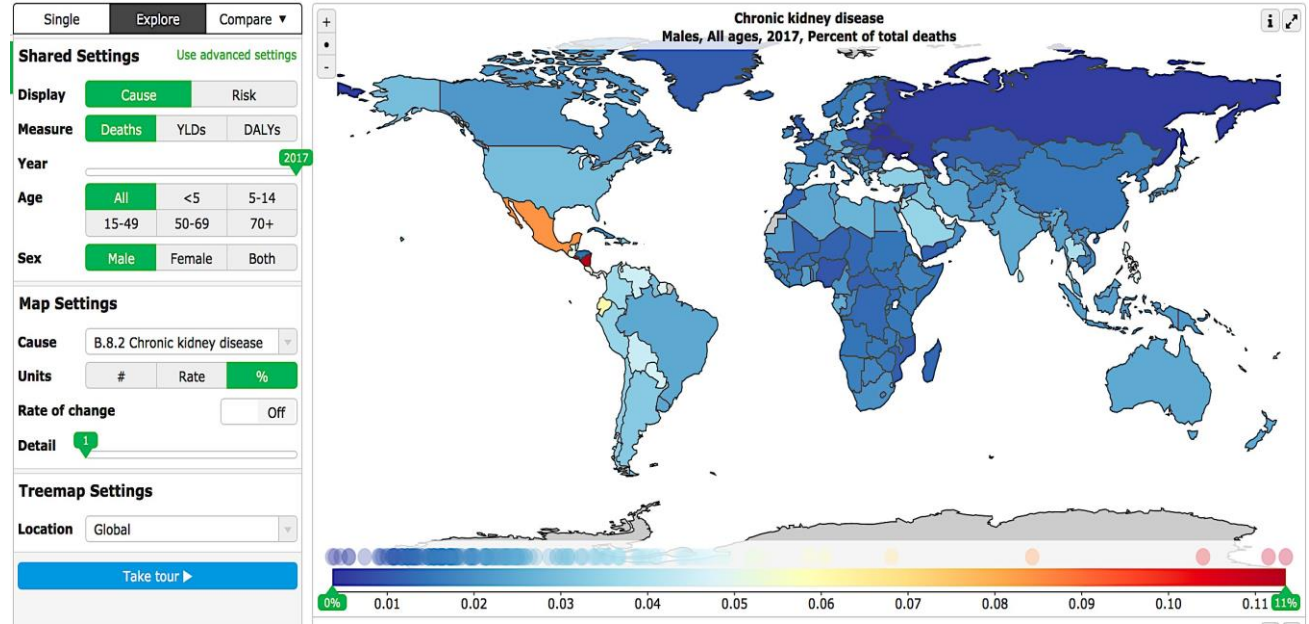 Single Explore Compare ▼
Shared Settings Use advanced settings
Display Cause Risk
Measure Deaths YLDs DALYs
Year 2017
Age All <5 5-14
15-49 50-69 70+
Sex Male Female Both
Map Settings
Cause B.8.2 Chronic kidney disease
Units # Rate %
Rate of change Off
Detail 1
Treemap Settings
Location Global
Take tour ▶
Chronic kidney disease
Males, All ages, 2017, Percent of total deaths
+
-
i
0% 0.01 0.02 0.03 0.04 0.05 0.06 0.07 0.08 0.09 0.10 0.11 11%